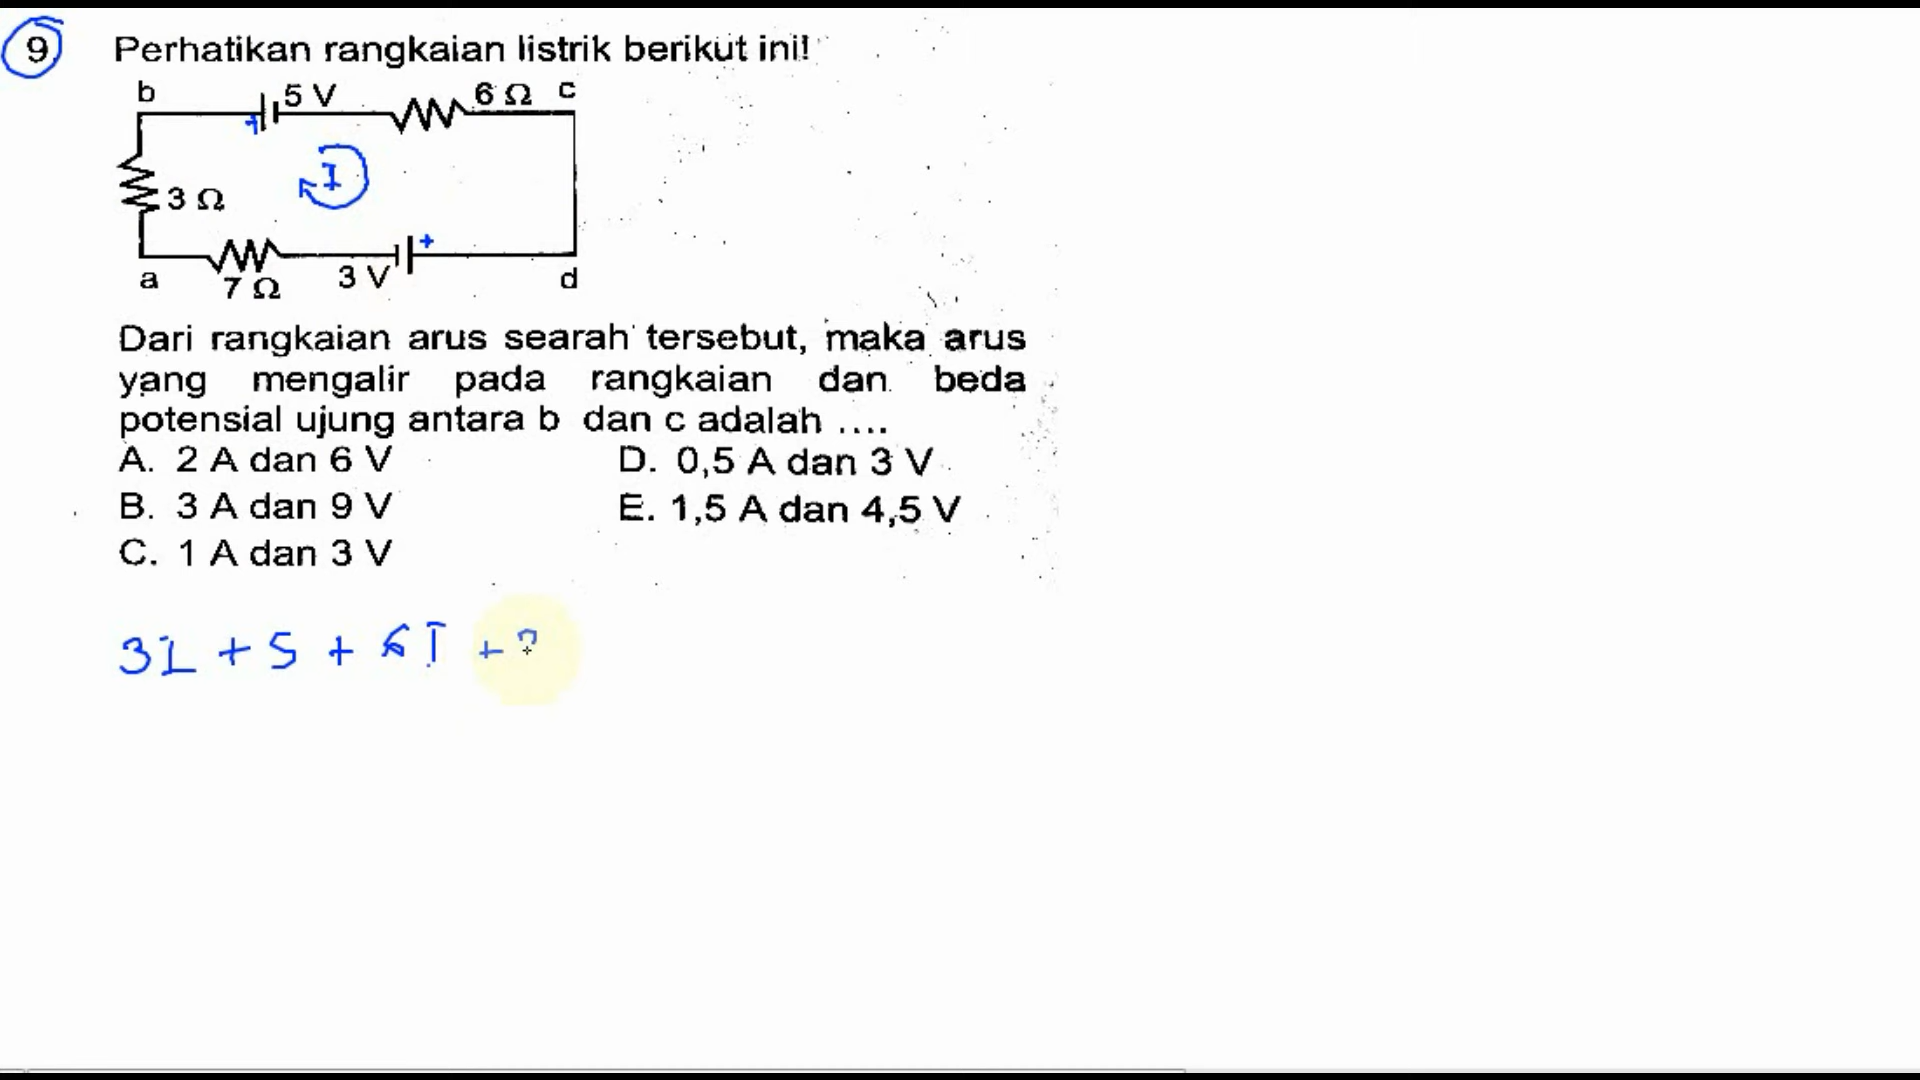 9 Perhatikan rangkaian listrik berikut ini!
b 5 V 6 Ω c
+
I
3 Ω
+
a 7 Ω 3 V d
Dari rangkaian arus searah tersebut, maka arus
yang mengalir pada rangkaian dan beda
potensial ujung antara b dan c adalah ....
A. 2 A dan 6 V D. 0,5 A dan 3 V
B. 3 A dan 9 V E. 1,5 A dan 4,5 V
C. 1 A dan 3 V
3I + 5 + 6I +